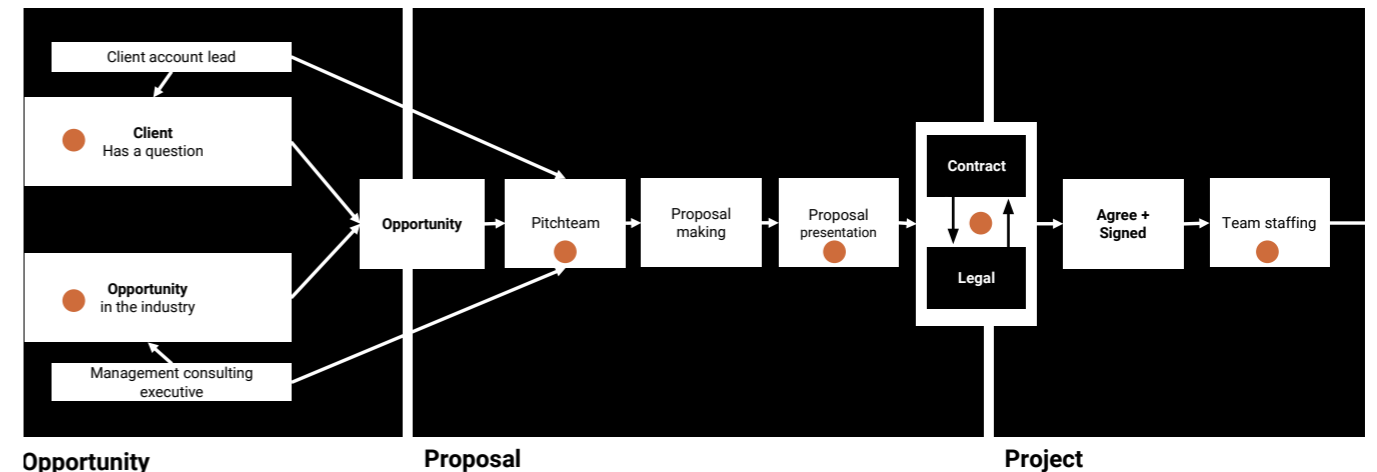 Client account lead
Client
Has a question
Opportunity
in the industry
Management consulting
executive
Opportunity
Pitchteam
Proposal
making
Proposal
presentation
Contract
Legal
Agree +
Signed
Team staffing
Opportunity
Proposal
Project